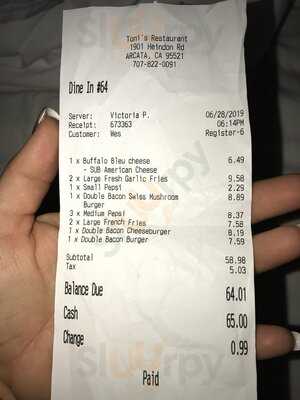 Toni's Restaurant
1901 Heindon Rd
ARCATA, CA 95521
707-822-0091
Dine In #64
Server: Victoria P. 06/28/2019
Receipt: 673363 06:14PM
Customer: Wes Register-6
1 x Buffalo Bleu cheese 6.49
- SUB American Cheese
2 x Large Fresh Garlic Fries 9.58
1 x Small Pepsi 2.29
1 x Double Bacon Swiss Mushroom 8.89
Burger
3 x Medium Pepsi 8.37
2 x Large French Fries 7.58
1 x Double Bacon Cheeseburger 8.19
1 x Double Bacon Burger 7.59
Subtotal 58.98
Tax 5.03
Balance Due 64.01
Cash 65.00
Change 0.99
Paid
Sluurpy